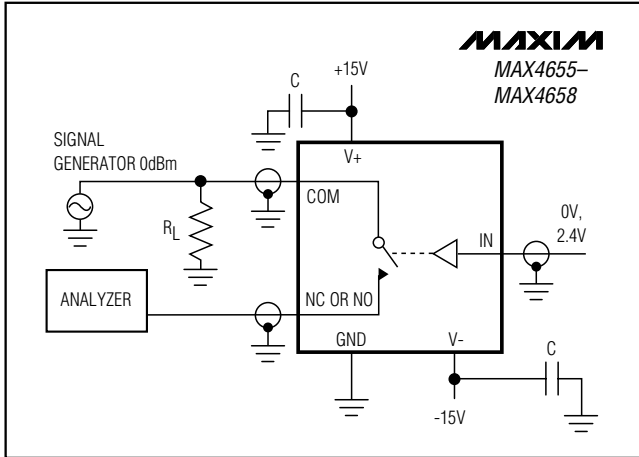 MAXIM
MAX4655–
MAX4658
+15V
C
SIGNAL
GENERATOR 0dBm
V+
COM
RL
IN
0V,
2.4V
ANALYZER
NC OR NO
GND
V-
C
-15V